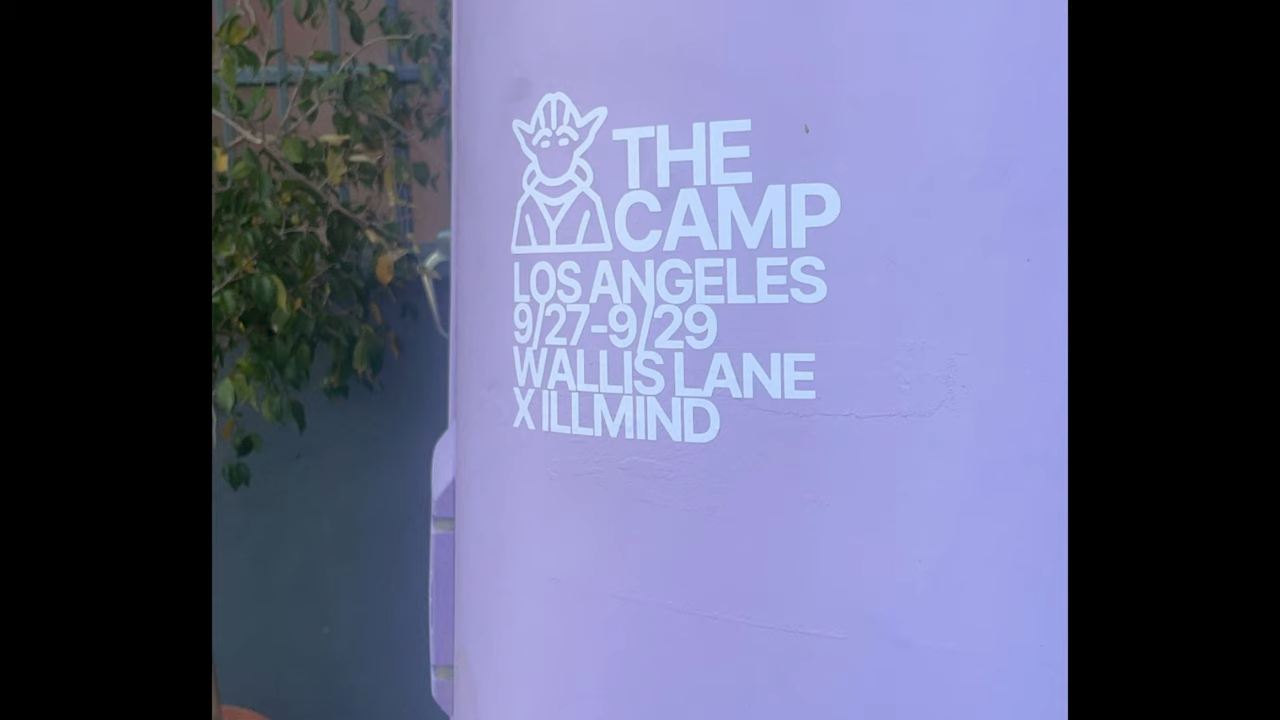 THE
CAMP
LOS ANGELES
9/27-9/29
WALLIS LANE
X ILLMIND